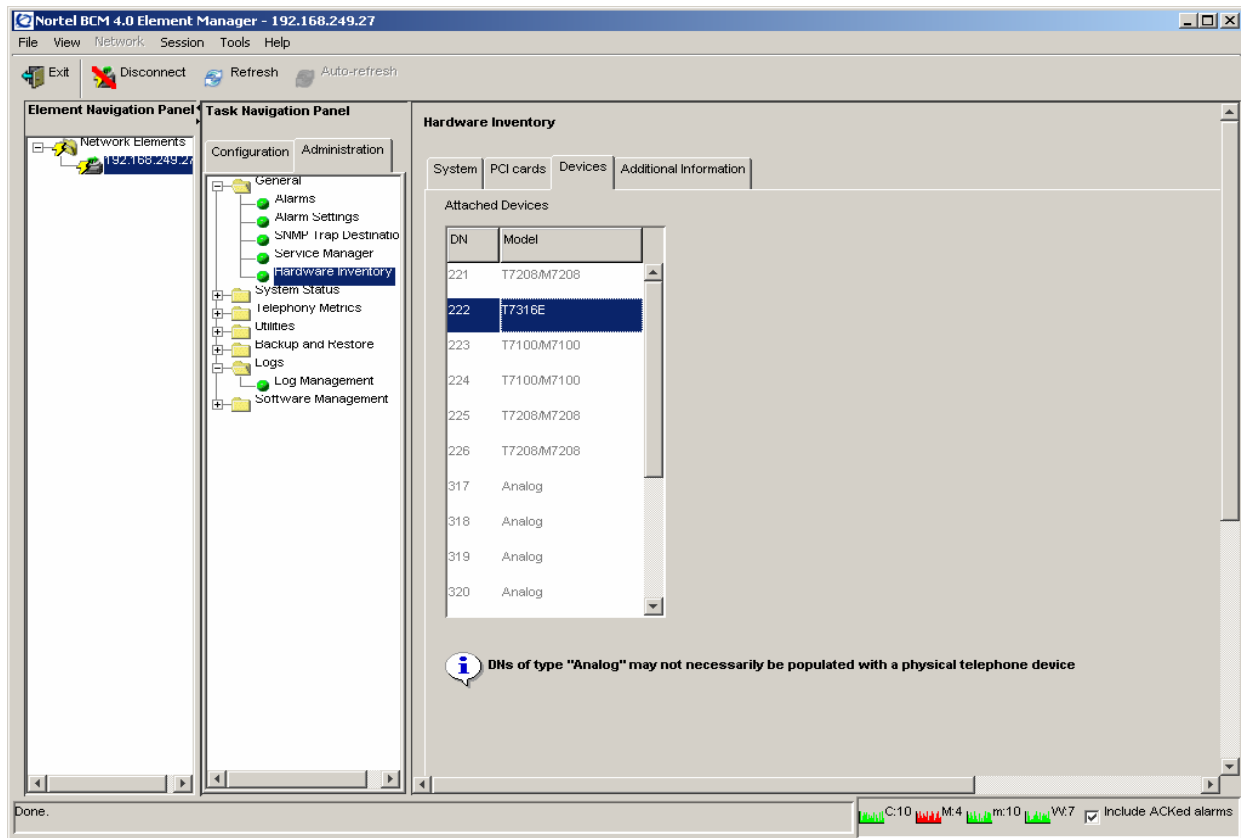 Nortel BCM 4.0 Element Manager - 192.168.249.27
File View Network Session Tools Help
Exit Disconnect Refresh Auto-refresh
Element Navigation Panel
Network Elements
192.168.249.27
Task Navigation Panel
Configuration Administration
General
Alarms
Alarm Settings
SNMP Trap Destinatio
Service Manager
Hardware Inventory
System Status
Telephony Metrics
Utilities
Backup and Restore
Logs
Log Management
Software Management
Hardware Inventory
System PCI cards Devices Additional Information
Attached Devices
DN Model
221 T7208/M7208
222 T7316E
223 T7100/M7100
224 T7100/M7100
225 T7208/M7208
226 T7208/M7208
317 Analog
318 Analog
319 Analog
320 Analog
DNs of type "Analog" may not necessarily be populated with a physical telephone device
Done.
C:10 M:4 m:10 W:7 Include ACKed alarms